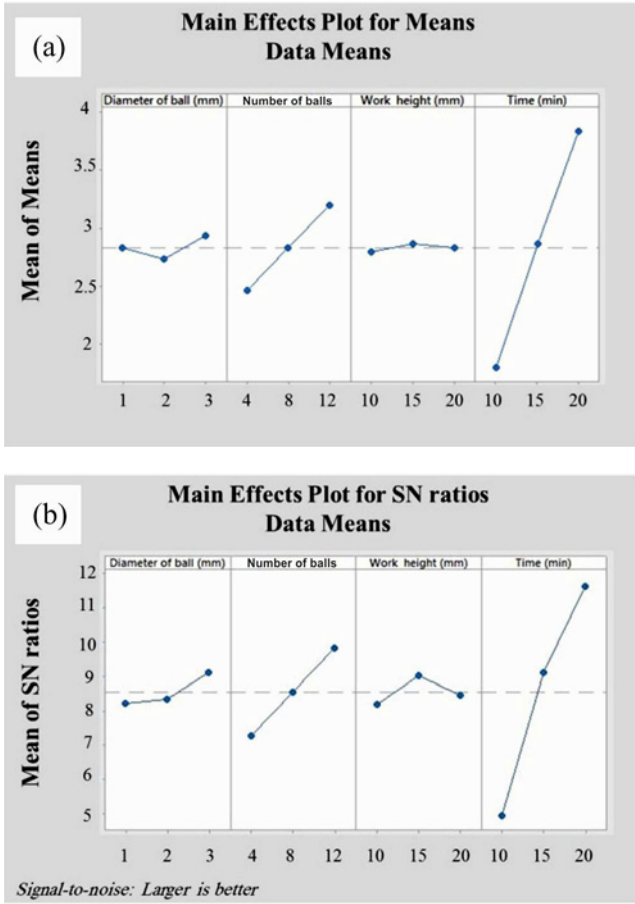 (a)
Main Effects Plot for Means
Data Means
Diameter of ball (mm) Number of balls Work height (mm) Time (min)
Mean of Means
4
3.5
3
2.5
2
1 2 3 4 8 12 10 15 20 10 15 20
(b)
Main Effects Plot for SN ratios
Data Means
Diameter of ball (mm) Number of balls Work height (mm) Time (min)
Mean of SN ratios
12
11
10
9
8
7
6
5
1 2 3 4 8 12 10 15 20 10 15 20
Signal-to-noise: Larger is better